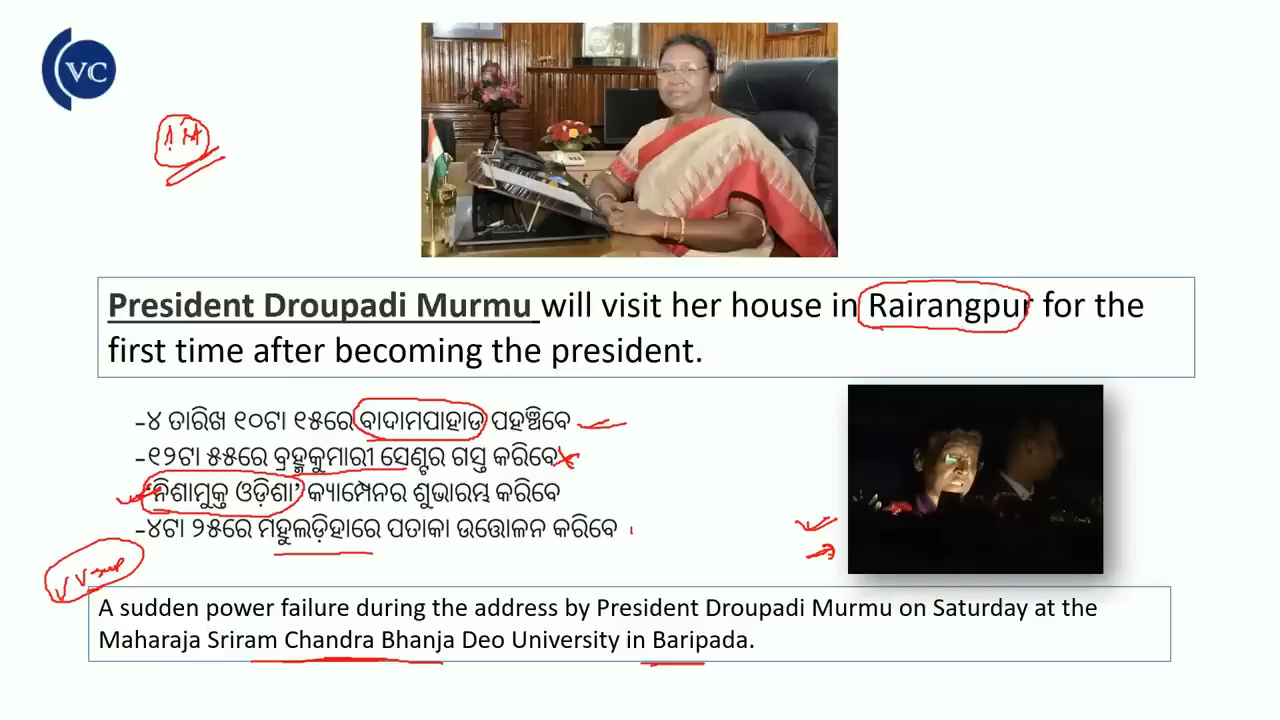 VC
President Droupadi Murmu will visit her house in Rairangpur for the
first time after becoming the president.
-୪ ତାରିଖ ୧୦ଟା ୧୫ରେ ବାଦାମପାହାଡ ପହଞ୍ଚିବେ
-୧୨ଟା ୫୫ରେ ବ୍ରହ୍ମକୁମାରୀ ସେଣ୍ଟର ଗସ୍ତ କରିବେ
'ନିଶାମୁକ୍ତ ଓଡ଼ିଶା' କ୍ୟାମ୍ପେନର ଶୁଭାରମ୍ଭ କରିବେ
-୪ଟା ୨୫ରେ ମହୁଲଡ଼ିହାରେ ପତାକା ଉତ୍ତୋଳନ କରିବେ
A sudden power failure during the address by President Droupadi Murmu on Saturday at the
Maharaja Sriram Chandra Bhanja Deo University in Baripada.